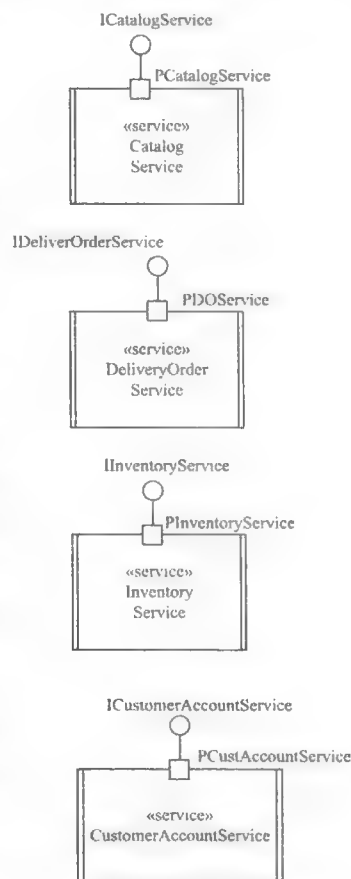 ICatalogService
PCatalogService
«service»
Catalog
Service
IDeliverOrderService
PDOService
«service»
DeliveryOrder
Service
IInventoryService
PInventoryService
«service»
Inventory
Service
ICustomerAccountService
PCustAccountService
«service»
CustomerAccountService